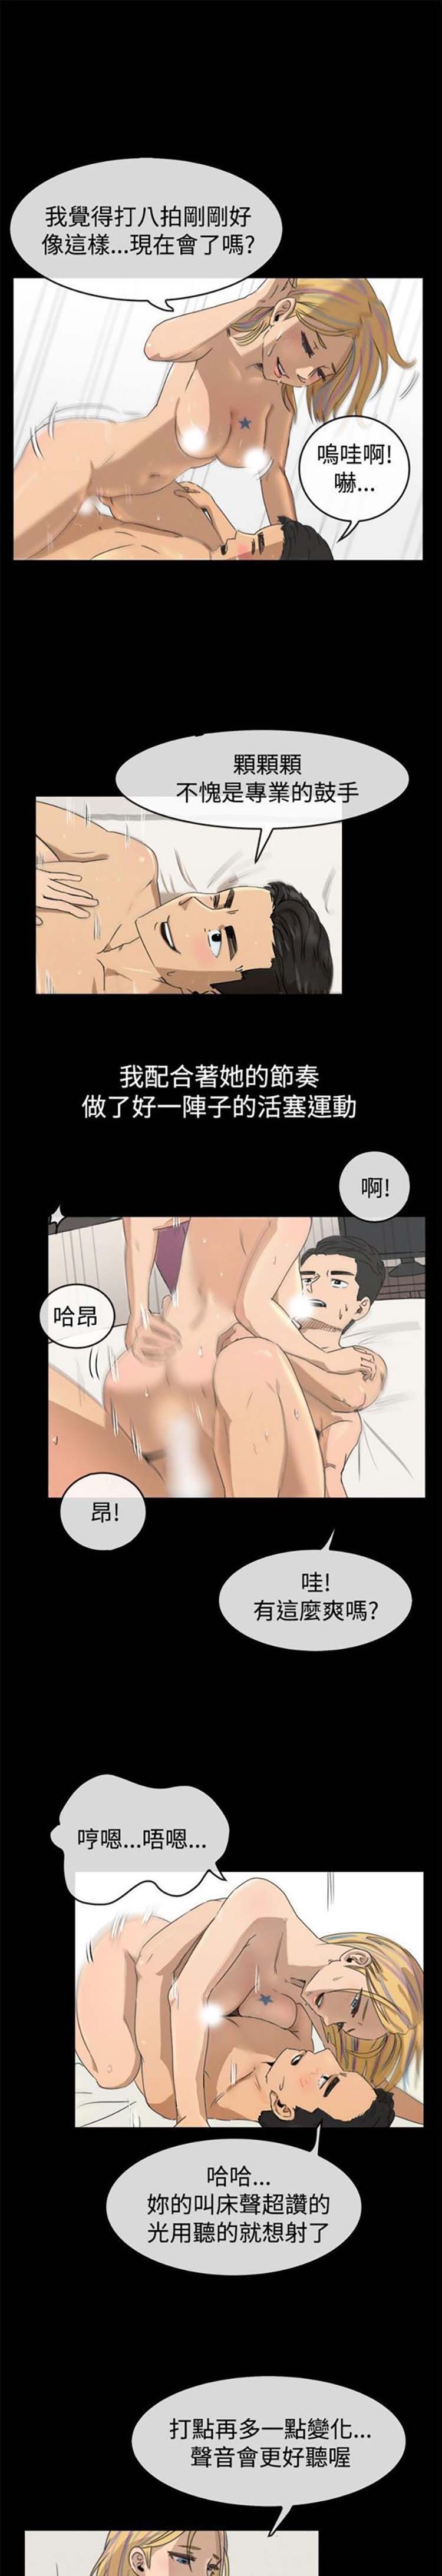 我覺得打八拍剛剛好
像這樣...現在會了嗎?
嗚哇啊!
嚇...
顆顆顆
不愧是專業的鼓手
我配合著她的節奏
做了好一陣子的活塞運動
啊!
哈昂
昂!
哇!
有這麼爽嗎?
哼嗯...唔嗯...
哈哈...
妳的叫床聲超讚的
光用聽的就想射了
打點再多一點變化...
聲音會更好聽喔